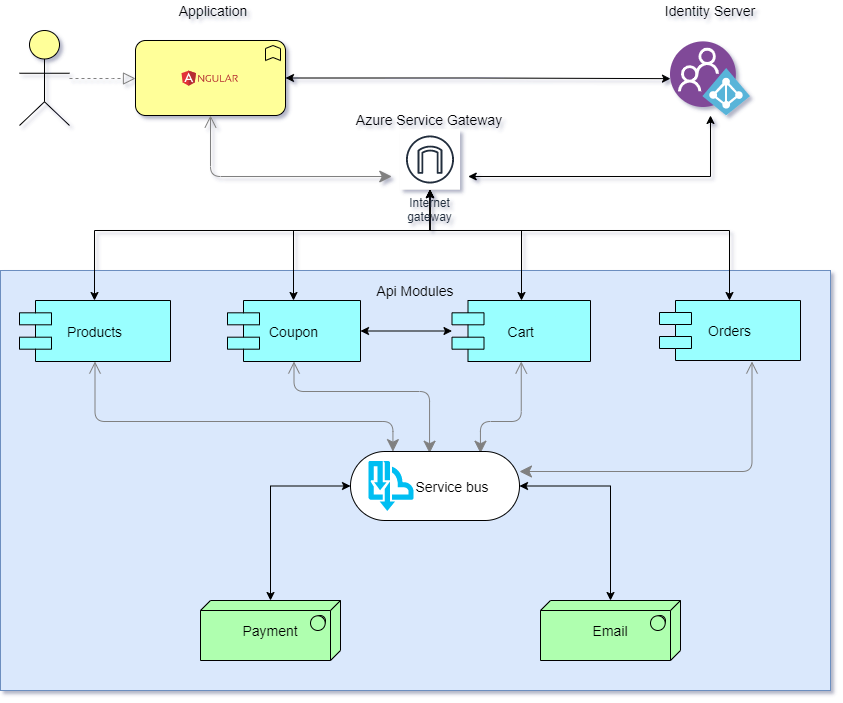 Application
Identity Server
ANGULAR
Azure Service Gateway
Internet
gateway
Api Modules
Products
Coupon
Cart
Orders
Service bus
Payment
Email